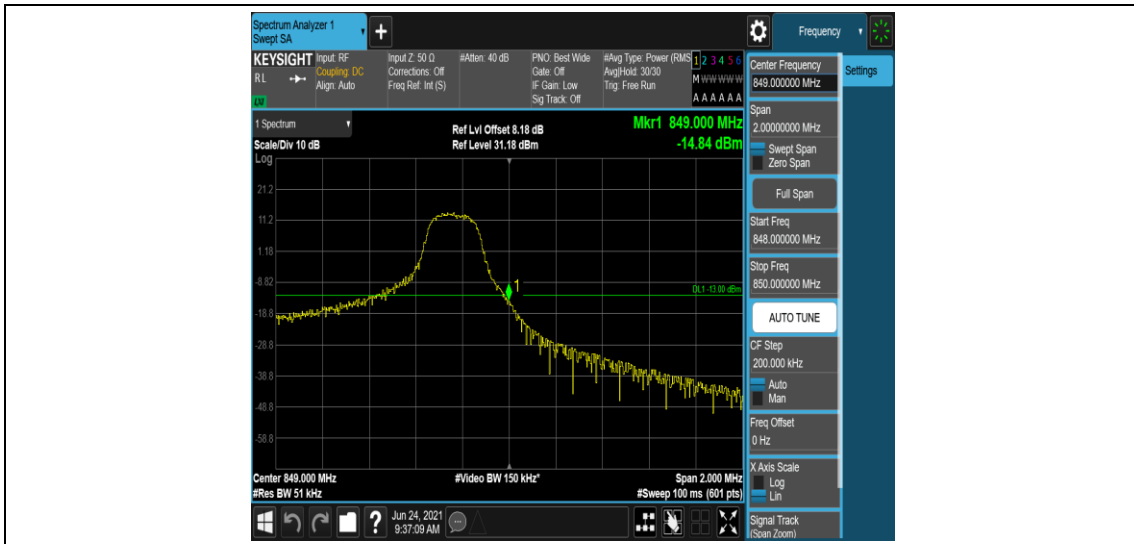 Spectrum Analyzer 1
Swept SA
+
Frequency
KEYSIGHT
Input: RF
Input Z: 50 Ω
#Atten: 40 dB
PNO: Best Wide
#Avg Type: Power (RMS
1 2 3 4 5 6
RL
Coupling: DC
Corrections: Off
Gate: Off
Avg|Hold: 30/30
M W W W W W
Align: Auto
Freq Ref: Int (S)
IF Gain: Low
Trig: Free Run
Sig Track: Off
A A A A A A
Center Frequency
849.000000 MHz
Settings
1 Spectrum
Ref Lvl Offset 8.18 dB
Mkr1 849.000 MHz
Scale/Div 10 dB
Ref Level 31.18 dBm
-14.84 dBm
Log
21.2
11.2
1.18
-8.82
-18.8
-28.8
-38.8
-48.8
-58.8
1
DL1 -13.00 dBm
Center 849.000 MHz
#Video BW 150 kHz*
Span 2.000 MHz
#Res BW 51 kHz
#Sweep 100 ms (601 pts)
Span
2.00000000 MHz
Swept Span
Zero Span
Full Span
Start Freq
848.000000 MHz
Stop Freq
850.000000 MHz
AUTO TUNE
CF Step
200.000 kHz
Auto
Man
Freq Offset
0 Hz
X Axis Scale
Log
Lin
Signal Track
(Span Zoom)
?
Jun 24, 2021
9:37:09 AM